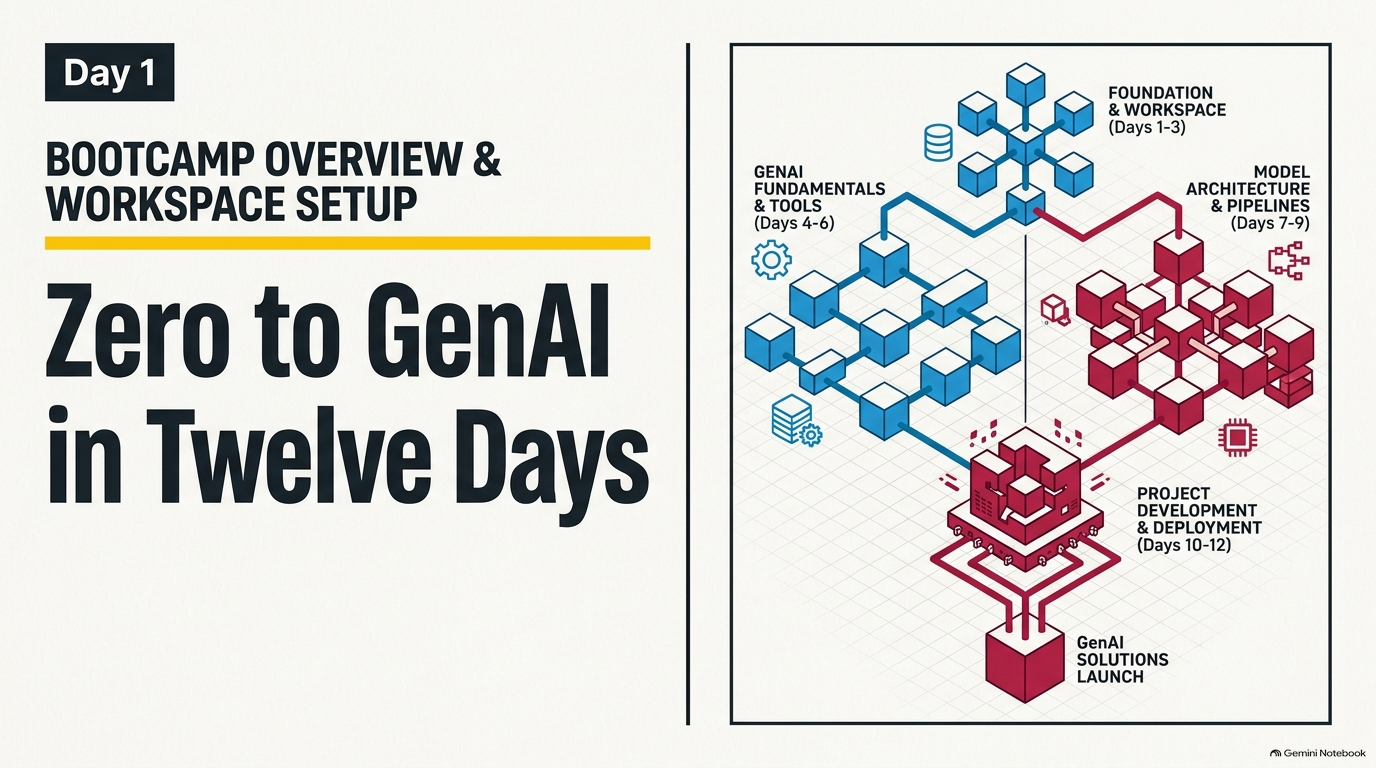 Day 1
BOOTCAMP OVERVIEW &
WORKSPACE SETUP
Zero to GenAI
in Twelve Days
FOUNDATION
& WORKSPACE
(Days 1-3)
GENAI
FUNDAMENTALS
& TOOLS
(Days 4-6)
MODEL
ARCHITECTURE
& PIPELINES
(Days 7-9)
PROJECT
DEVELOPMENT
& DEPLOYMENT
(Days 10-12)
GenAI
SOLUTIONS
LAUNCH
Gemini Notebook